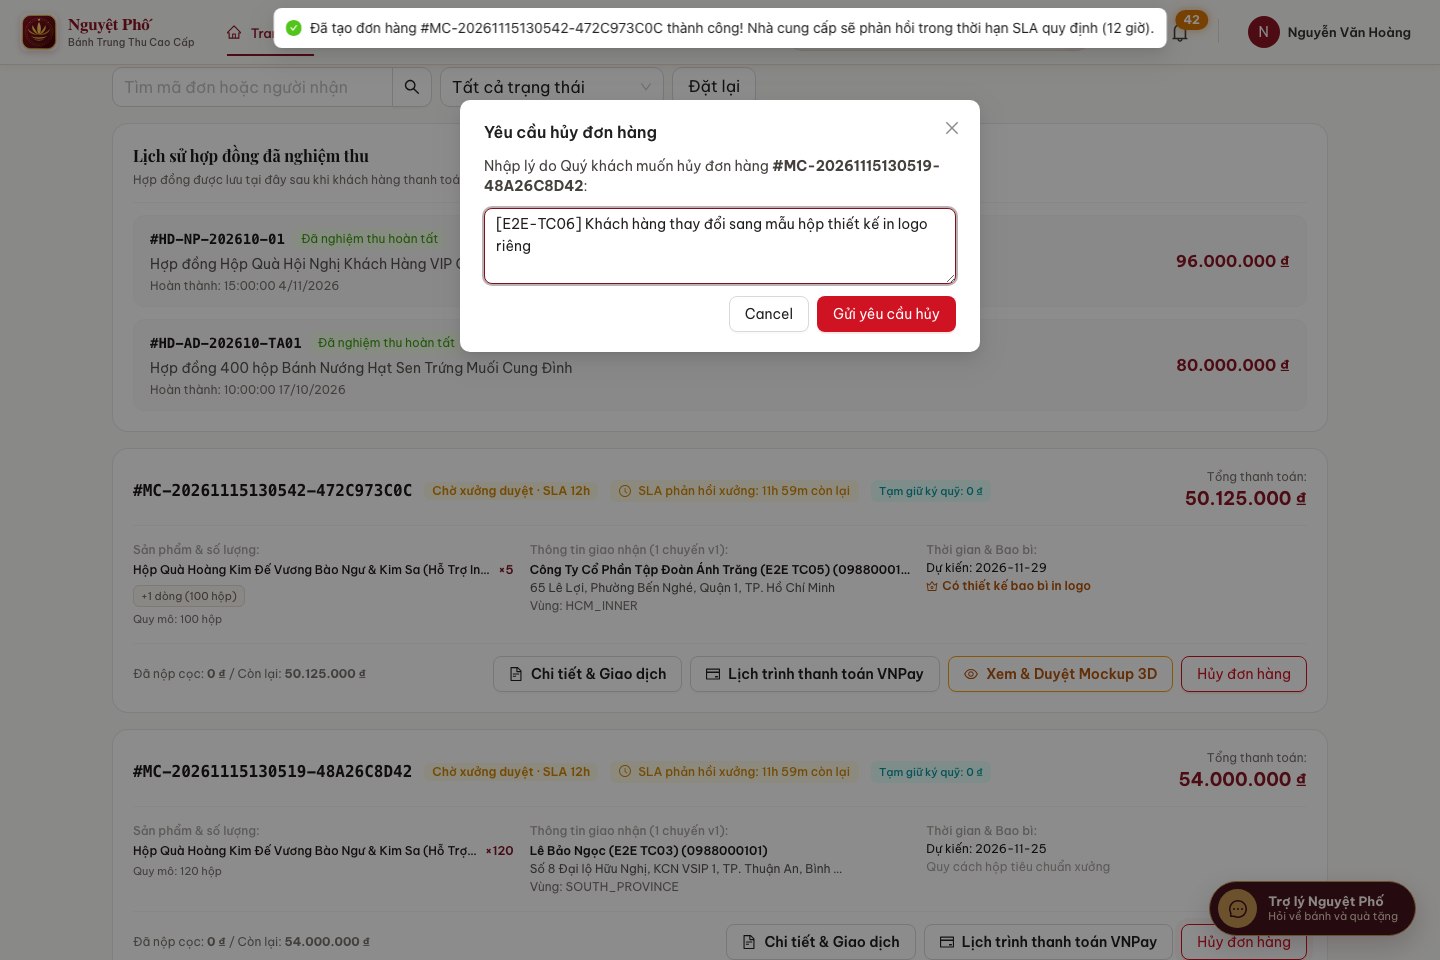 Nguyệt Phố
Bánh Trung Thu Cao Cấp
Đã tạo đơn hàng #MC-20261115130542-472C973C0C thành công! Nhà cung cấp sẽ phản hồi trong thời hạn SLA quy định (12 giờ).
42
N
Nguyễn Văn Hoàng
Tìm mã đơn hoặc người nhận
Tất cả trạng thái
Đặt lại
Yêu cầu hủy đơn hàng
Nhập lý do Quý khách muốn hủy đơn hàng #MC-20261115130519-
48A26C8D42:
[E2E-TC06] Khách hàng thay đổi sang mẫu hộp thiết kế in logo
riêng
Cancel
Gửi yêu cầu hủy
Lịch sử hợp đồng đã nghiệm thu
Hợp đồng được lưu tại đây sau khi khách hàng thanh toá
#HD-NP-202610-01
Đã nghiệm thu hoàn tất
Hợp đồng Hộp Quà Hội Nghị Khách Hàng VIP
Hoàn thành: 15:00:00 4/11/2026
96.000.000 ₫
#HD-AD-202610-TA01
Đã nghiệm thu hoàn tất
Hợp đồng 400 hộp Bánh Nướng Hạt Sen Trứng Muối Cung Đình
Hoàn thành: 10:00:00 17/10/2026
80.000.000 ₫
#MC-20261115130542-472C973C0C
Chờ xưởng duyệt · SLA 12h
SLA phản hồi xưởng: 11h 59m còn lại
Tạm giữ ký quỹ: 0 ₫
Tổng thanh toán:
50.125.000 ₫
Sản phẩm & số lượng:
Hộp Quà Hoàng Kim Đế Vương Bào Ngư & Kim Sa (Hỗ Trợ In... ×5
+1 dòng (100 hộp)
Quy mô: 100 hộp
Thông tin giao nhận (1 chuyến v1):
Công Ty Cổ Phần Tập Đoàn Ánh Trăng (E2E TC05) (09880001...
65 Lê Lợi, Phường Bến Nghé, Quận 1, TP. Hồ Chí Minh
Vùng: HCM_INNER
Thời gian & Bao bì:
Dự kiến: 2026-11-29
Có thiết kế bao bì in logo
Đã nộp cọc: 0 ₫ / Còn lại: 50.125.000 ₫
Chi tiết & Giao dịch
Lịch trình thanh toán VNPay
Xem & Duyệt Mockup 3D
Hủy đơn hàng
#MC-20261115130519-48A26C8D42
Chờ xưởng duyệt · SLA 12h
SLA phản hồi xưởng: 11h 59m còn lại
Tạm giữ ký quỹ: 0 ₫
Tổng thanh toán:
54.000.000 ₫
Sản phẩm & số lượng:
Hộp Quà Hoàng Kim Đế Vương Bào Ngư & Kim Sa (Hỗ Trợ... ×120
Quy mô: 120 hộp
Thông tin giao nhận (1 chuyến v1):
Lê Bảo Ngọc (E2E TC03) (0988000101)
Số 8 Đại lộ Hữu Nghị, KCN VSIP 1, TP. Thuận An, Bình ...
Vùng: SOUTH_PROVINCE
Thời gian & Bao bì:
Dự kiến: 2026-11-25
Quy cách hộp tiêu chuẩn xưởng
Đã nộp cọc: 0 ₫ / Còn lại: 54.000.000 ₫
Chi tiết & Giao dịch
Lịch trình thanh toán VNPay
Hủy đơn hàng
Trợ lý Nguyệt Phố
Hỏi về bánh và quà tặng